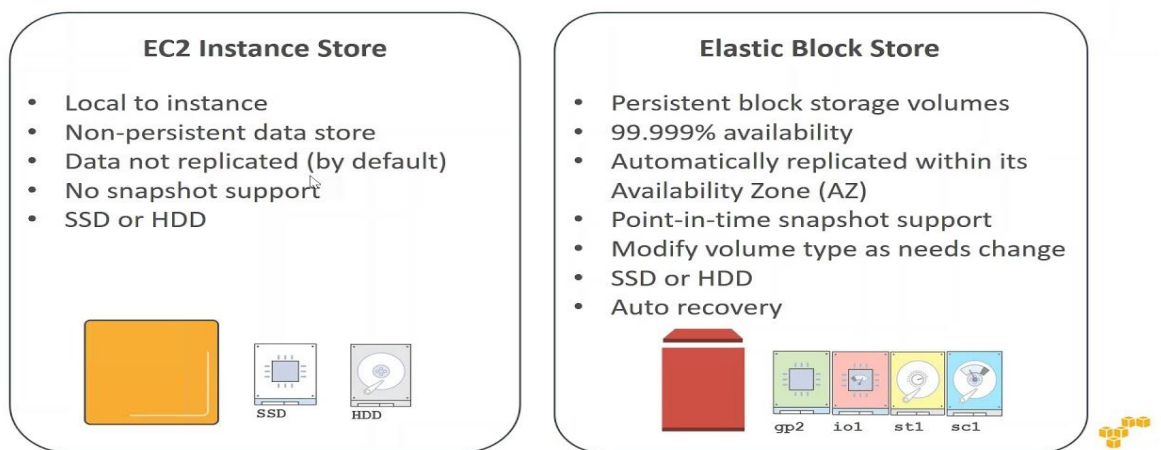 EC2 Instance Store
• Local to instance
• Non-persistent data store
• Data not replicated (by default)
• No snapshot support
• SSD or HDD
SSD
HDD
Elastic Block Store
• Persistent block storage volumes
• 99.999% availability
• Automatically replicated within its
Availability Zone (AZ)
• Point-in-time snapshot support
• Modify volume type as needs change
• SSD or HDD
• Auto recovery
gp2 io1 st1 sc1